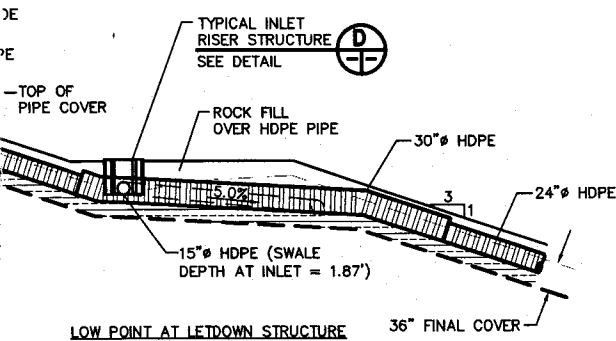 TYPICAL INLET
RISER STRUCTURE
SEE DETAIL
D
TOP OF
PIPE COVER
ROCK FILL
OVER HDPE PIPE
30"ø HDPE
3
1
24"ø HDPE
5.0%
15"ø HDPE (SWALE
DEPTH AT INLET = 1.87')
36" FINAL COVER
LOW POINT AT LETDOWN STRUCTURE